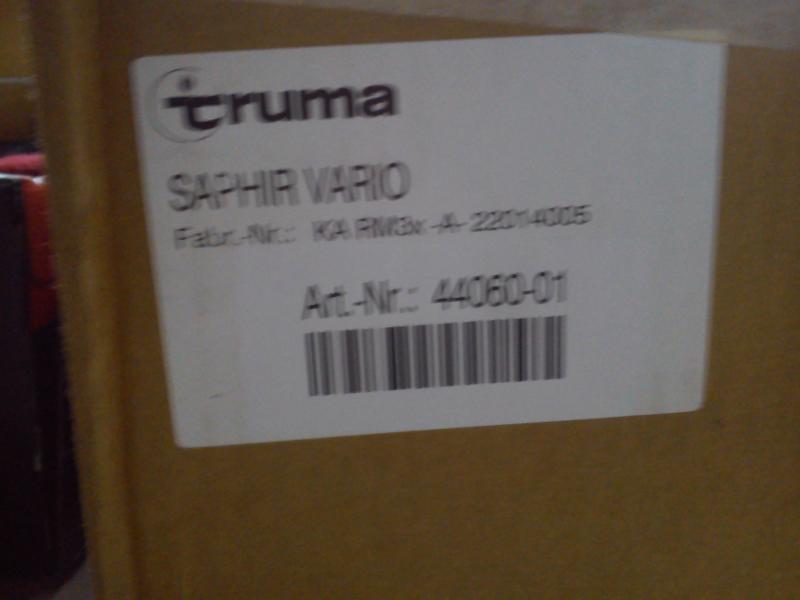 truma
SAPHIR VARIO
Fabr.-Nr.: KA RM3x -A- 22014005
Art.-Nr.: 44060-01